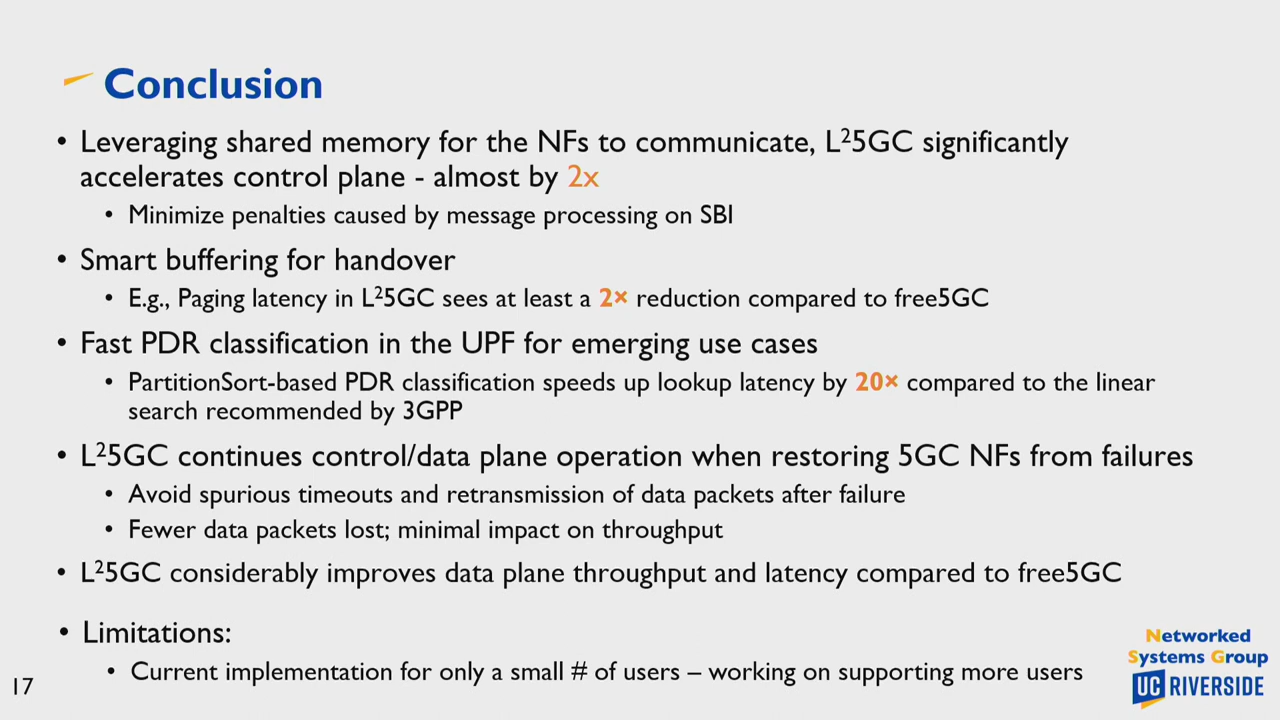 Conclusion
• Leveraging shared memory for the NFs to communicate, L²5GC significantly
accelerates control plane - almost by 2x
• Minimize penalties caused by message processing on SBI
• Smart buffering for handover
• E.g., Paging latency in L²5GC sees at least a 2× reduction compared to free5GC
• Fast PDR classification in the UPF for emerging use cases
• PartitionSort-based PDR classification speeds up lookup latency by 20× compared to the linear
search recommended by 3GPP
• L²5GC continues control/data plane operation when restoring 5GC NFs from failures
• Avoid spurious timeouts and retransmission of data packets after failure
• Fewer data packets lost; minimal impact on throughput
• L²5GC considerably improves data plane throughput and latency compared to free5GC
• Limitations:
• Current implementation for only a small # of users – working on supporting more users
17
Networked
Systems Group
UC RIVERSIDE